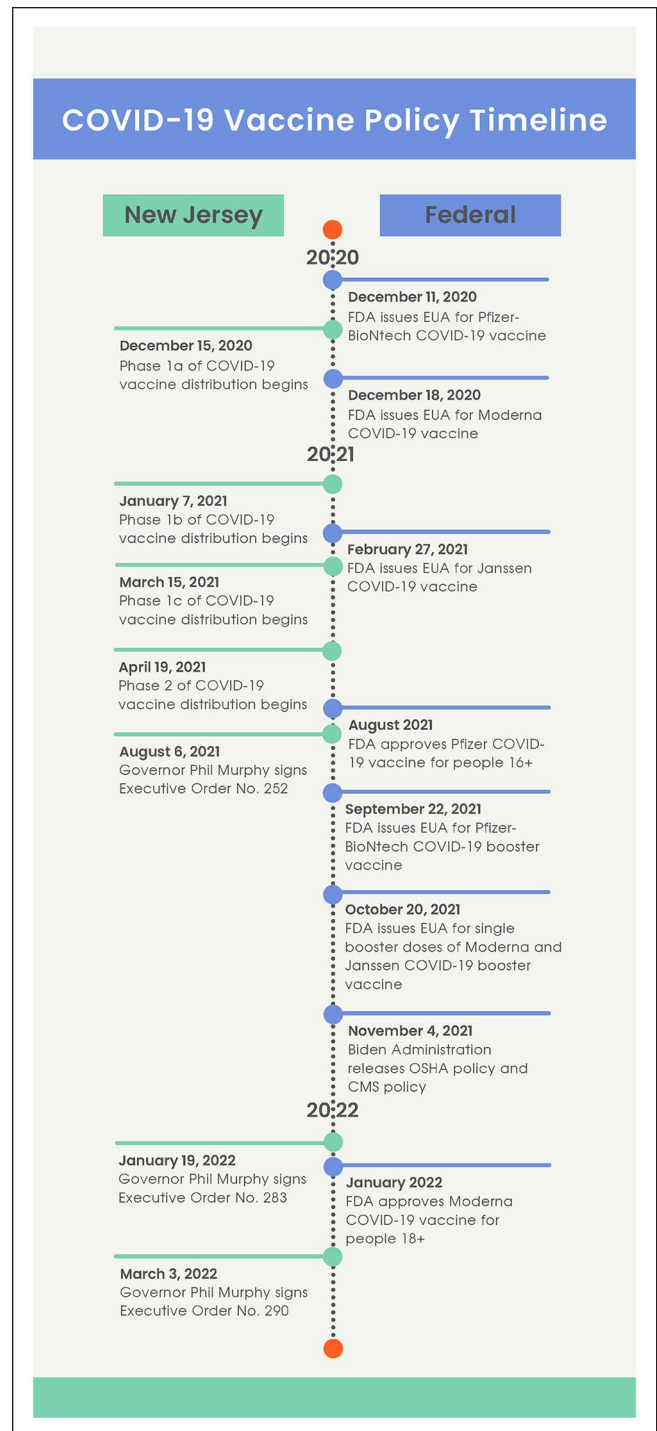 COVID-19 Vaccine Policy Timeline
New Jersey
Federal
2020
December 11, 2020
FDA issues EUA for Pfizer-
BioNtech COVID-19 vaccine
December 15, 2020
Phase 1a of COVID-19
vaccine distribution begins
December 18, 2020
FDA issues EUA for Moderna
COVID-19 vaccine
2021
January 7, 2021
Phase 1b of COVID-19
vaccine distribution begins
February 27, 2021
FDA issues EUA for Janssen
COVID-19 vaccine
March 15, 2021
Phase 1c of COVID-19
vaccine distribution begins
April 19, 2021
Phase 2 of COVID-19
vaccine distribution begins
August 2021
FDA approves Pfizer COVID-
19 vaccine for people 16+
August 6, 2021
Governor Phil Murphy signs
Executive Order No. 252
September 22, 2021
FDA issues EUA for Pfizer-
BioNtech COVID-19 booster
vaccine
October 20, 2021
FDA issues EUA for single
booster doses of Moderna and
Janssen COVID-19 booster
vaccine
November 4, 2021
Biden Administration
releases OSHA policy and
CMS policy
2022
January 19, 2022
Governor Phil Murphy signs
Executive Order No. 283
January 2022
FDA approves Moderna
COVID-19 vaccine for
people 18+
March 3, 2022
Governor Phil Murphy signs
Executive Order No. 290